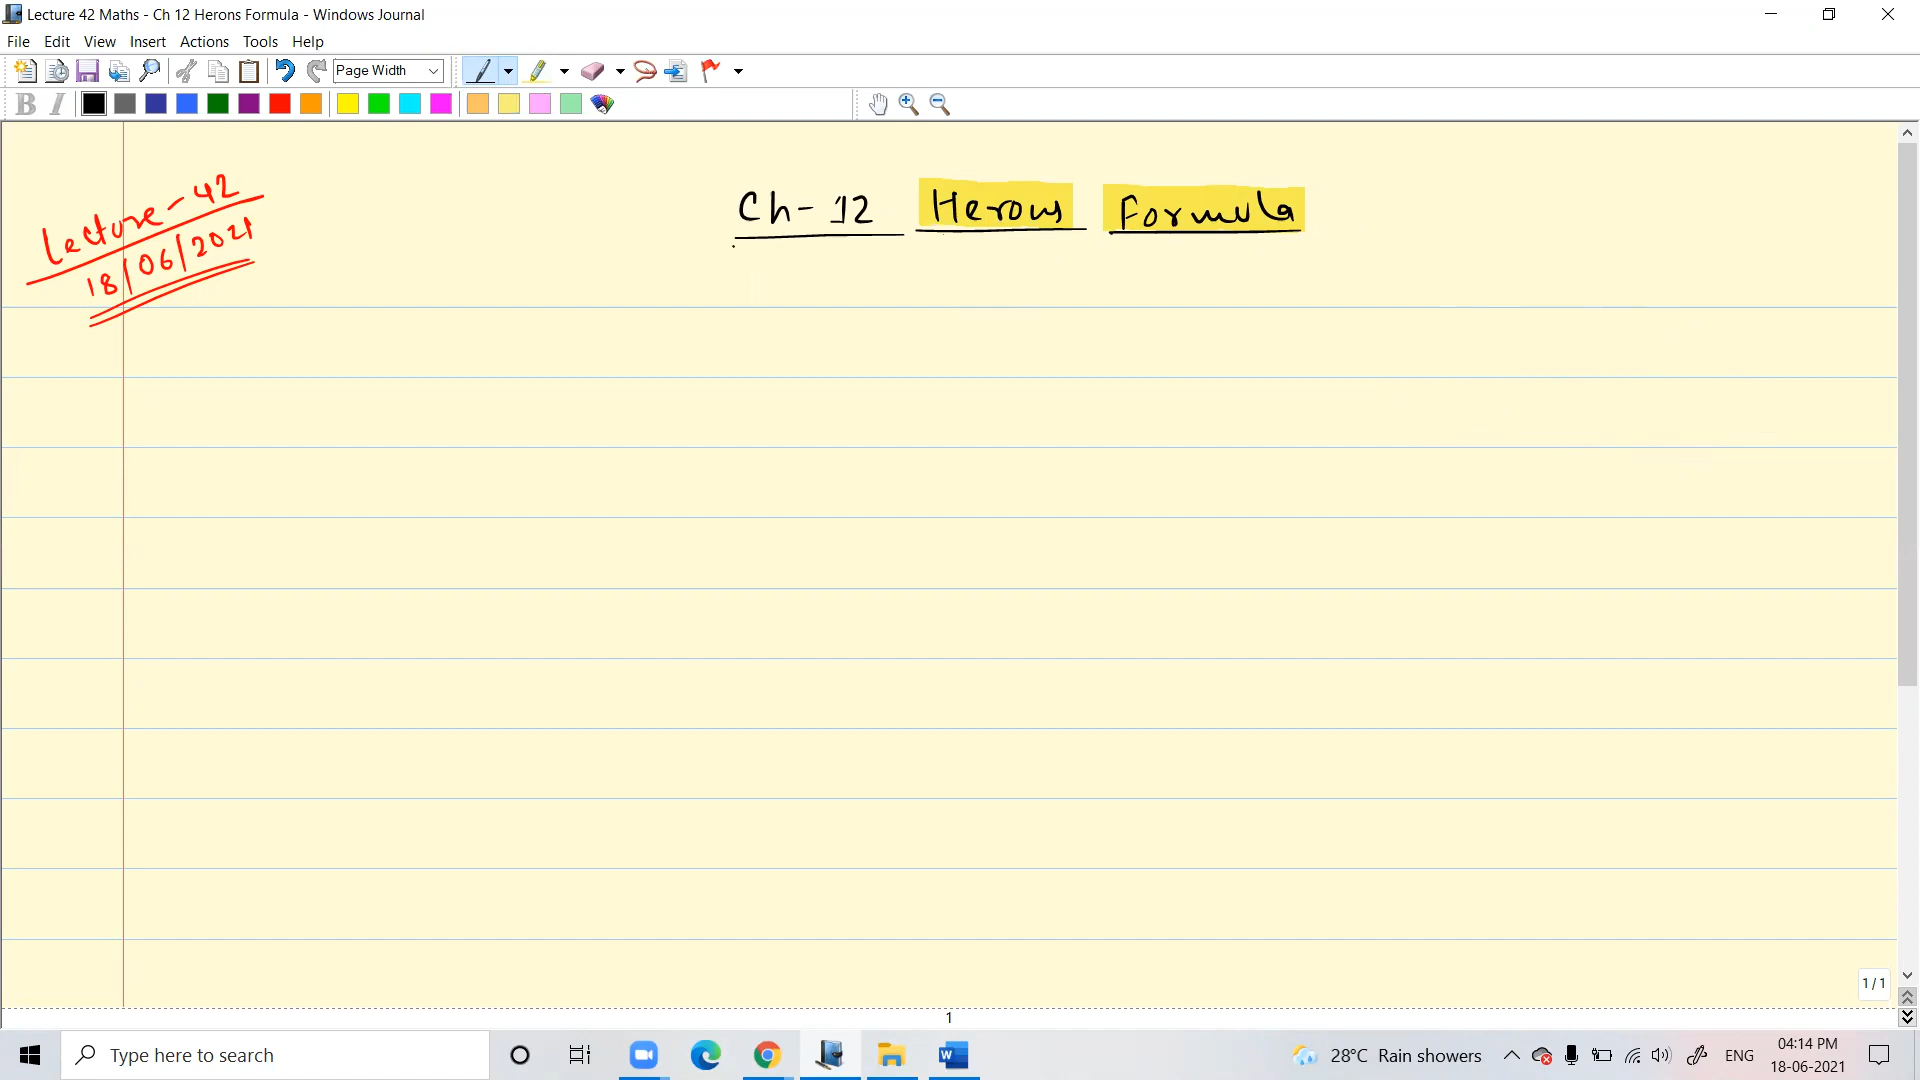 Lecture 42 Maths - Ch 12 Herons Formula - Windows Journal
File Edit View Insert Actions Tools Help
Page Width
B I
Lecture - 42
18/06/2021
Ch - 12 Herons Formula
1 / 1
1
Type here to search
28°C Rain showers
ENG
04:14 PM
18-06-2021